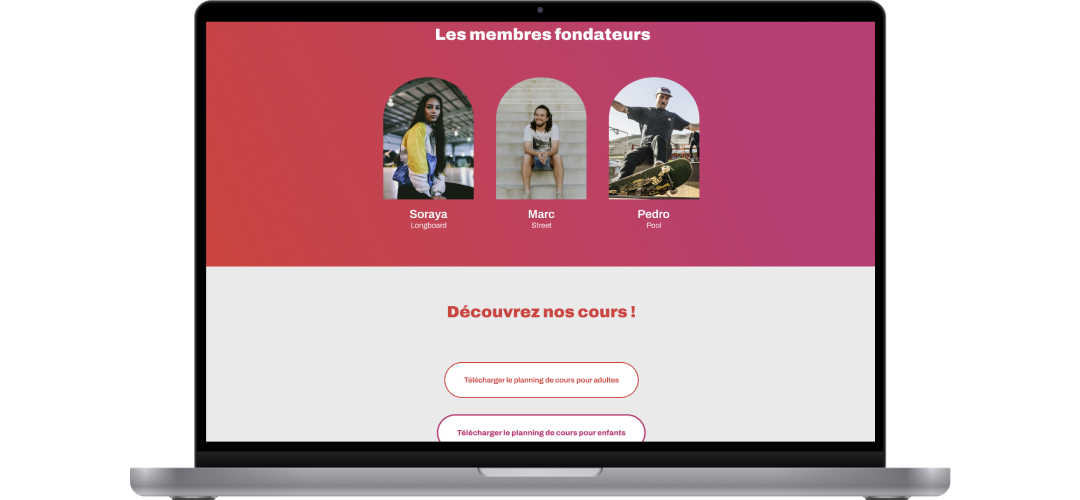 Les membres fondateurs
Soraya
Longboard
Marc
Street
Pedro
Pool
Découvrez nos cours !
Télécharger le planning de cours pour adultes
Télécharger le planning de cours pour enfants